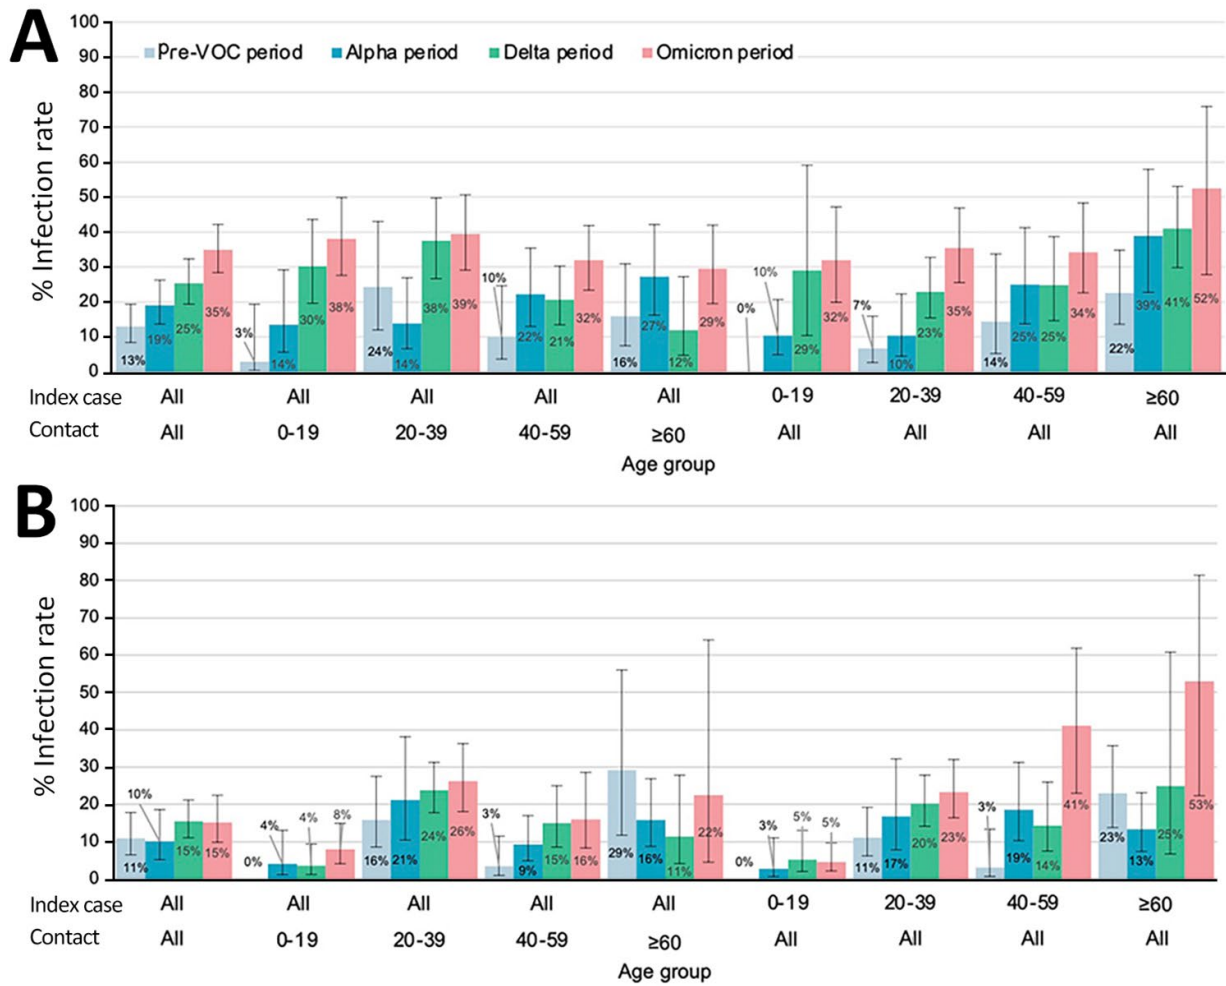 A
100
90
80
70
60
50
40
30
20
10
0
% Infection rate
Pre-VOC period Alpha period Delta period Omicron period
13% 19% 25% 35%
3% 14% 30% 38%
24% 14% 38% 39%
10% 22% 21% 32%
16% 27% 12% 29%
0% 10% 29% 32%
7% 10% 23% 35%
14% 25% 25% 34%
22% 39% 41% 52%
Index case All All All All All 0-19 20-39 40-59 ≥60
Contact All 0-19 20-39 40-59 ≥60 All All All All
Age group
B
100
90
80
70
60
50
40
30
20
10
0
% Infection rate
11% 10% 15% 15%
0% 4% 4% 8%
16% 21% 24% 26%
3% 9% 15% 16%
29% 16% 11% 22%
0% 3% 5% 5%
11% 17% 20% 23%
3% 19% 14% 41%
23% 13% 25% 53%
Index case All All All All All 0-19 20-39 40-59 ≥60
Contact All 0-19 20-39 40-59 ≥60 All All All All
Age group